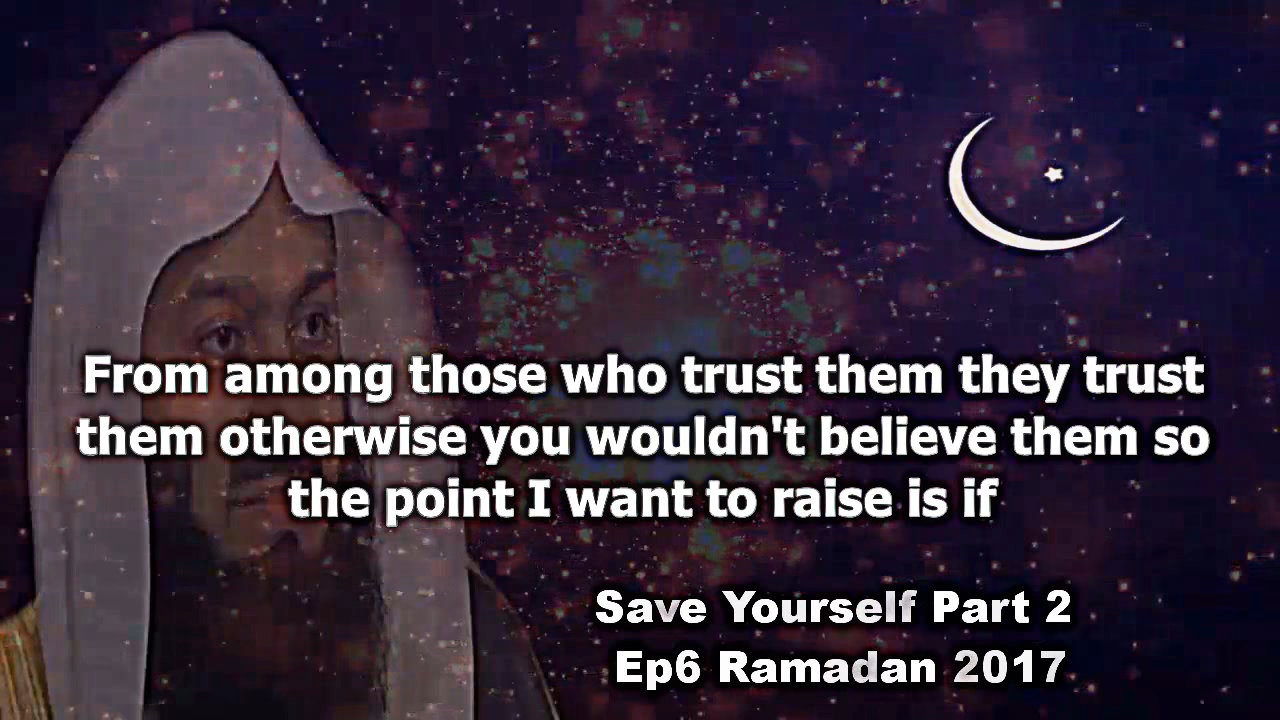 From among those who trust them they trust
them otherwise you wouldn't believe them so
the point I want to raise is if
Save Yourself Part 2
Ep6 Ramadan 2017